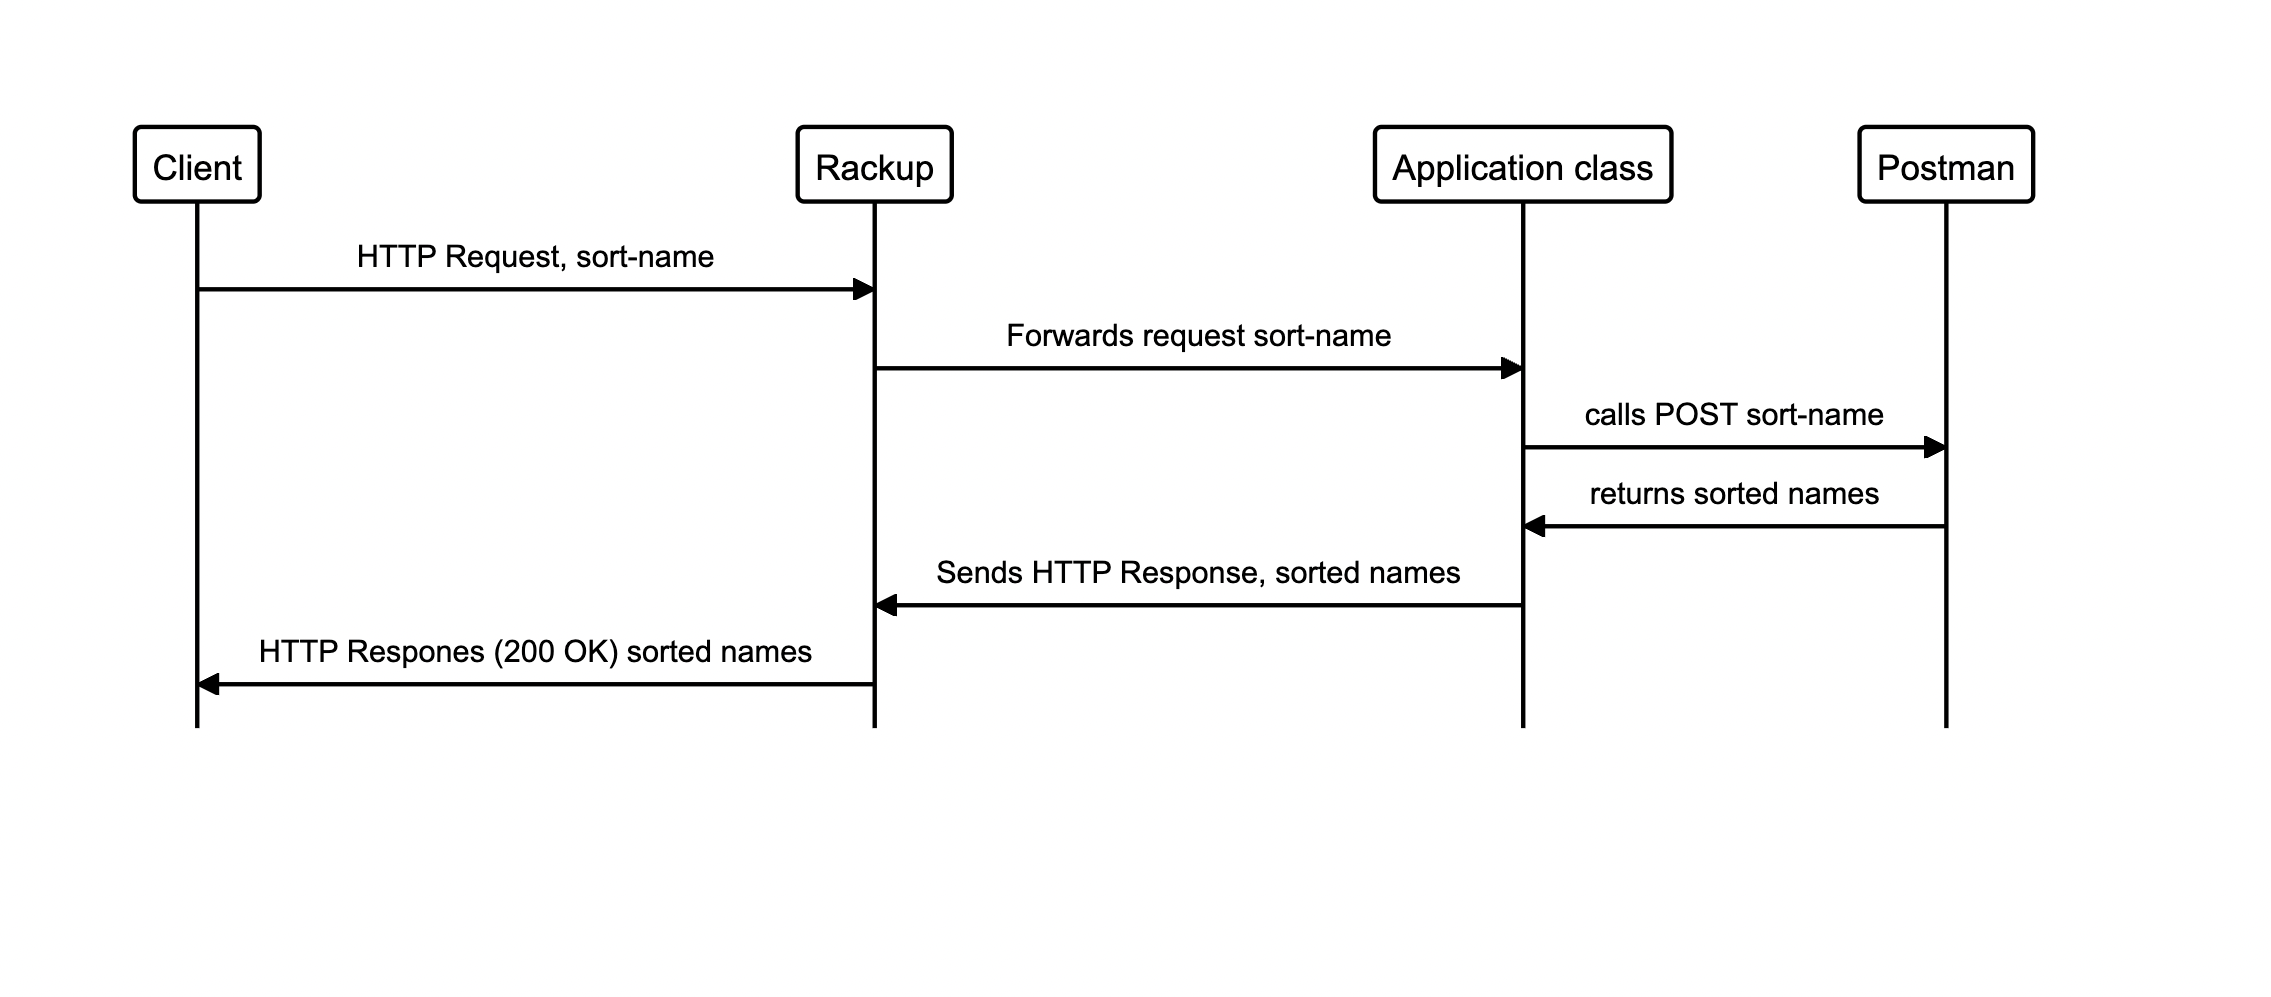 Client
Rackup
Application class
Postman
HTTP Request, sort-name
Forwards request sort-name
calls POST sort-name
returns sorted names
Sends HTTP Response, sorted names
HTTP Respones (200 OK) sorted names